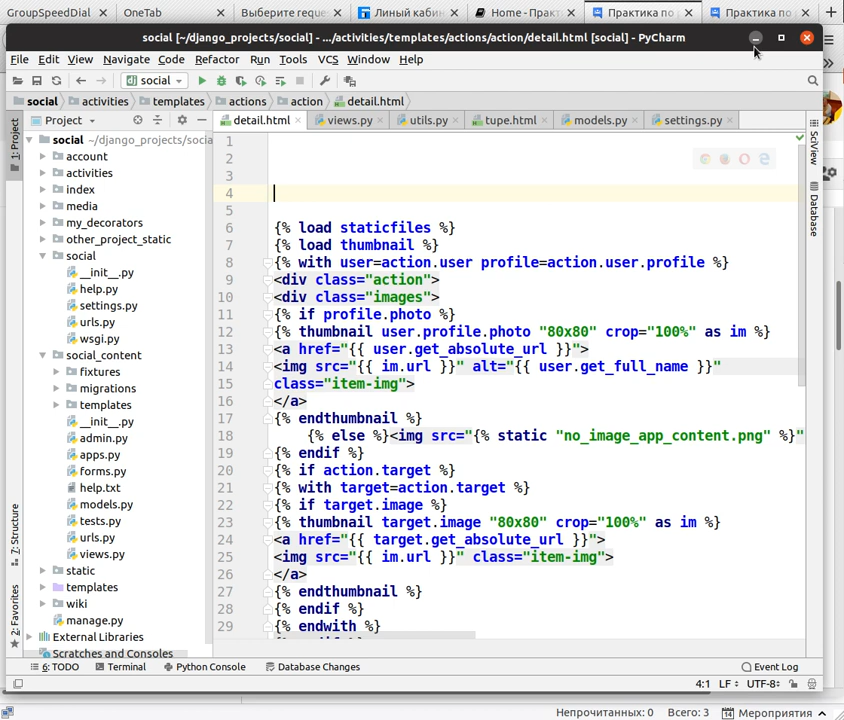 GroupSpeedDial
OneTab
Выберите reque
Линый кабин
Home - Практ
Практика по
Практика по
social [~/django_projects/social] - .../activities/templates/actions/action/detail.html [social] - PyCharm
File Edit View Navigate Code Refactor Run Tools VCS Window Help
social
social activities templates actions action detail.html
Project
detail.html views.py utils.py tupe.html models.py settings.py
1: Project
7: Structure
2: Favorites
social ~/django_projects/socia
account
activities
index
media
my_decorators
other_project_static
social
__init__.py
help.py
settings.py
urls.py
wsgi.py
social_content
fixtures
migrations
templates
__init__.py
admin.py
apps.py
forms.py
help.txt
models.py
tests.py
urls.py
views.py
static
templates
wiki
manage.py
External Libraries
Scratches and Consoles
1
2
3
4
5
6 {% load staticfiles %}
7 {% load thumbnail %}
8 {% with user=action.user profile=action.user.profile %}
9 <div class="action">
10 <div class="images">
11 {% if profile.photo %}
12 {% thumbnail user.profile.photo "80x80" crop="100%" as im %}
13 <a href="{{ user.get_absolute_url }}">
14 <img src="{{ im.url }}" alt="{{ user.get_full_name }}"
15 class="item-img">
16 </a>
17 {% endthumbnail %}
18 {% else %}<img src="{% static "no_image_app_content.png" %}"
19 {% endif %}
20 {% if action.target %}
21 {% with target=action.target %}
22 {% if target.image %}
23 {% thumbnail target.image "80x80" crop="100%" as im %}
24 <a href="{{ target.get_absolute_url }}">
25 <img src="{{ im.url }}" class="item-img">
26 </a>
27 {% endthumbnail %}
28 {% endif %}
29 {% endwith %}
SciView
Database
6: TODO Terminal Python Console Database Changes Event Log
4:1 LF UTF-8
Непрочитанных: 0 Всего: 3 Мероприятия